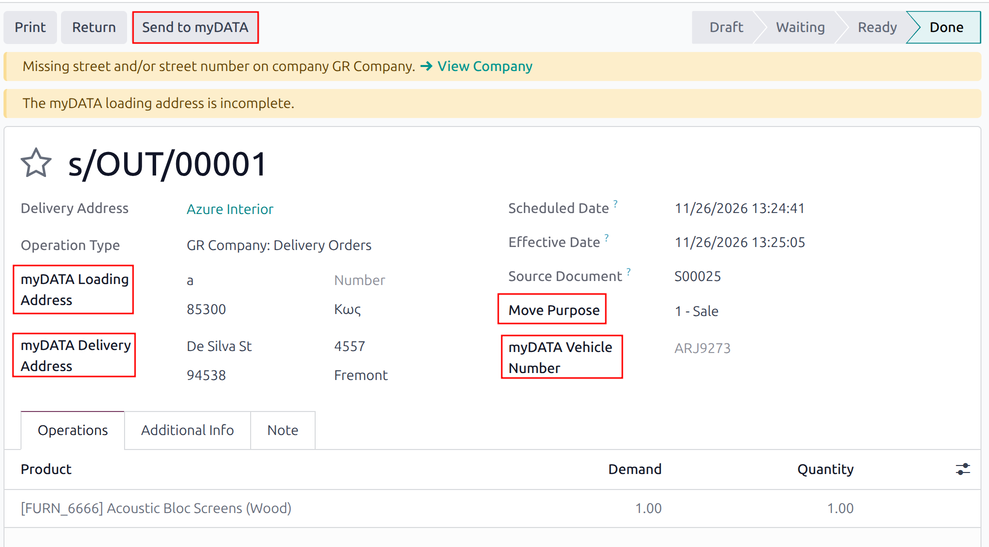 Print Return Send to myDATA Draft Waiting Ready Done
Missing street and/or street number on company GR Company. → View Company
The myDATA loading address is incomplete.
s/OUT/00001
Delivery Address Azure Interior
Operation Type GR Company: Delivery Orders
myDATA Loading Address a Number
85300 Κως
myDATA Delivery Address De Silva St 4557
94538 Fremont
Scheduled Date ? 11/26/2026 13:24:41
Effective Date ? 11/26/2026 13:25:05
Source Document ? S00025
Move Purpose 1 - Sale
myDATA Vehicle Number ARJ9273
Operations Additional Info Note
Product Demand Quantity
[FURN_6666] Acoustic Bloc Screens (Wood) 1.00 1.00